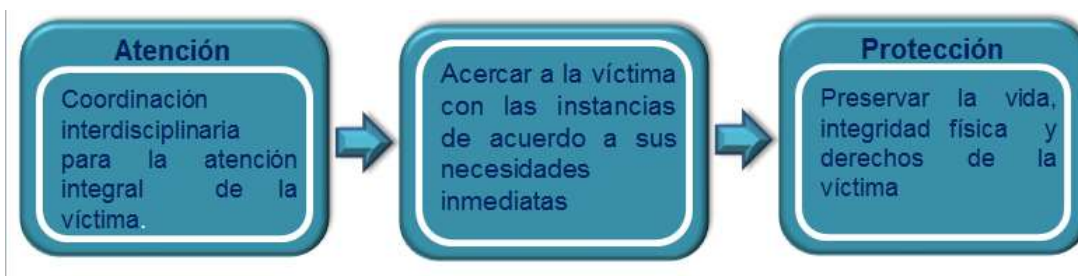 Atención
Coordinación
interdisciplinaria
para la atención
integral de la
víctima.
Acercar a la víctima
con las instancias
de acuerdo a sus
necesidades
inmediatas
Protección
Preservar la vida,
integridad física y
derechos de la
víctima